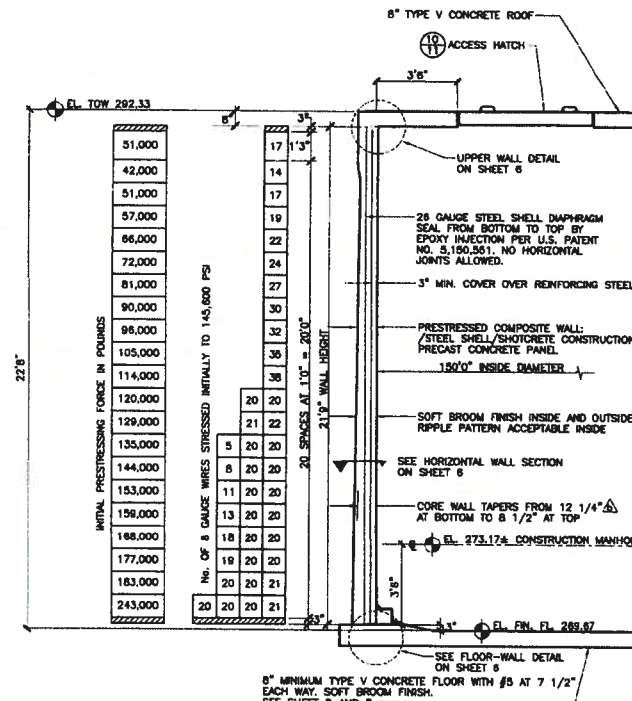 8" TYPE V CONCRETE ROOF
10
11
ACCESS HATCH
3'6"
EL. TOW 292.33
8"
3"
1'3"
UPPER WALL DETAIL
ON SHEET 6
26 GAUGE STEEL SHELL DIAPHRAGM
SEAL FROM BOTTOM TO TOP BY
EPOXY INJECTION PER U.S. PATENT
NO. 5,150,551. NO HORIZONTAL
JOINTS ALLOWED.
3" MIN. COVER OVER REINFORCING STEEL
PRESTRESSED COMPOSITE WALL:
/STEEL SHELL/SHOTCRETE CONSTRUCTION
PRECAST CONCRETE PANEL
150'0" INSIDE DIAMETER
SOFT BROOM FINISH INSIDE AND OUTSIDE
RIPPLE PATTERN ACCEPTABLE INSIDE
SEE HORIZONTAL WALL SECTION
ON SHEET 6
CORE WALL TAPERS FROM 12 1/4"
AT BOTTOM TO 8 1/2" AT TOP
EL. 273.17± CONSTRUCTION MANHO
3'6"
3"
3"
EL. FIN. FL. 269.67
SEE FLOOR-WALL DETAIL
ON SHEET 6
8" MINIMUM TYPE V CONCRETE FLOOR WITH #5 AT 7 1/2"
EACH WAY. SOFT BROOM FINISH.
22'8"
INITIAL PRESTRESSING FORCE IN POUNDS
No. OF 8 GAUGE WIRES STRESSED INITIALLY TO 145,600 PSI
20 SPACES AT 1'0" = 20'0"
21'9" WALL HEIGHT
51,000 17
42,000 14
51,000 17
57,000 19
66,000 22
72,000 24
81,000 27
90,000 30
96,000 32
105,000 35
114,000 38
120,000 20 20
129,000 21 22
135,000 5 20 20
144,000 8 20 20
153,000 11 20 20
159,000 13 20 20
168,000 18 20 20
177,000 19 20 20
183,000 20 20 21
243,000 20 20 20 21